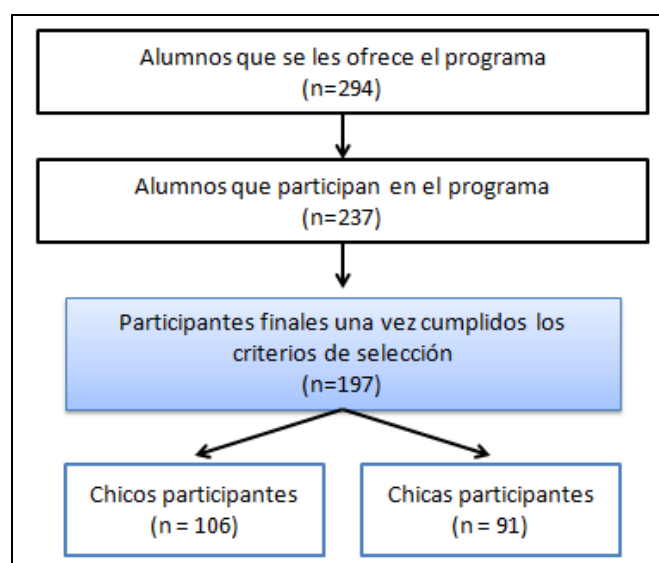 Alumnos que se les ofrece el programa
(n=294)
Alumnos que participan en el programa
(n=237)
Participantes finales una vez cumplidos los
criterios de selección
(n=197)
Chicos participantes
(n = 106)
Chicas participantes
(n = 91)